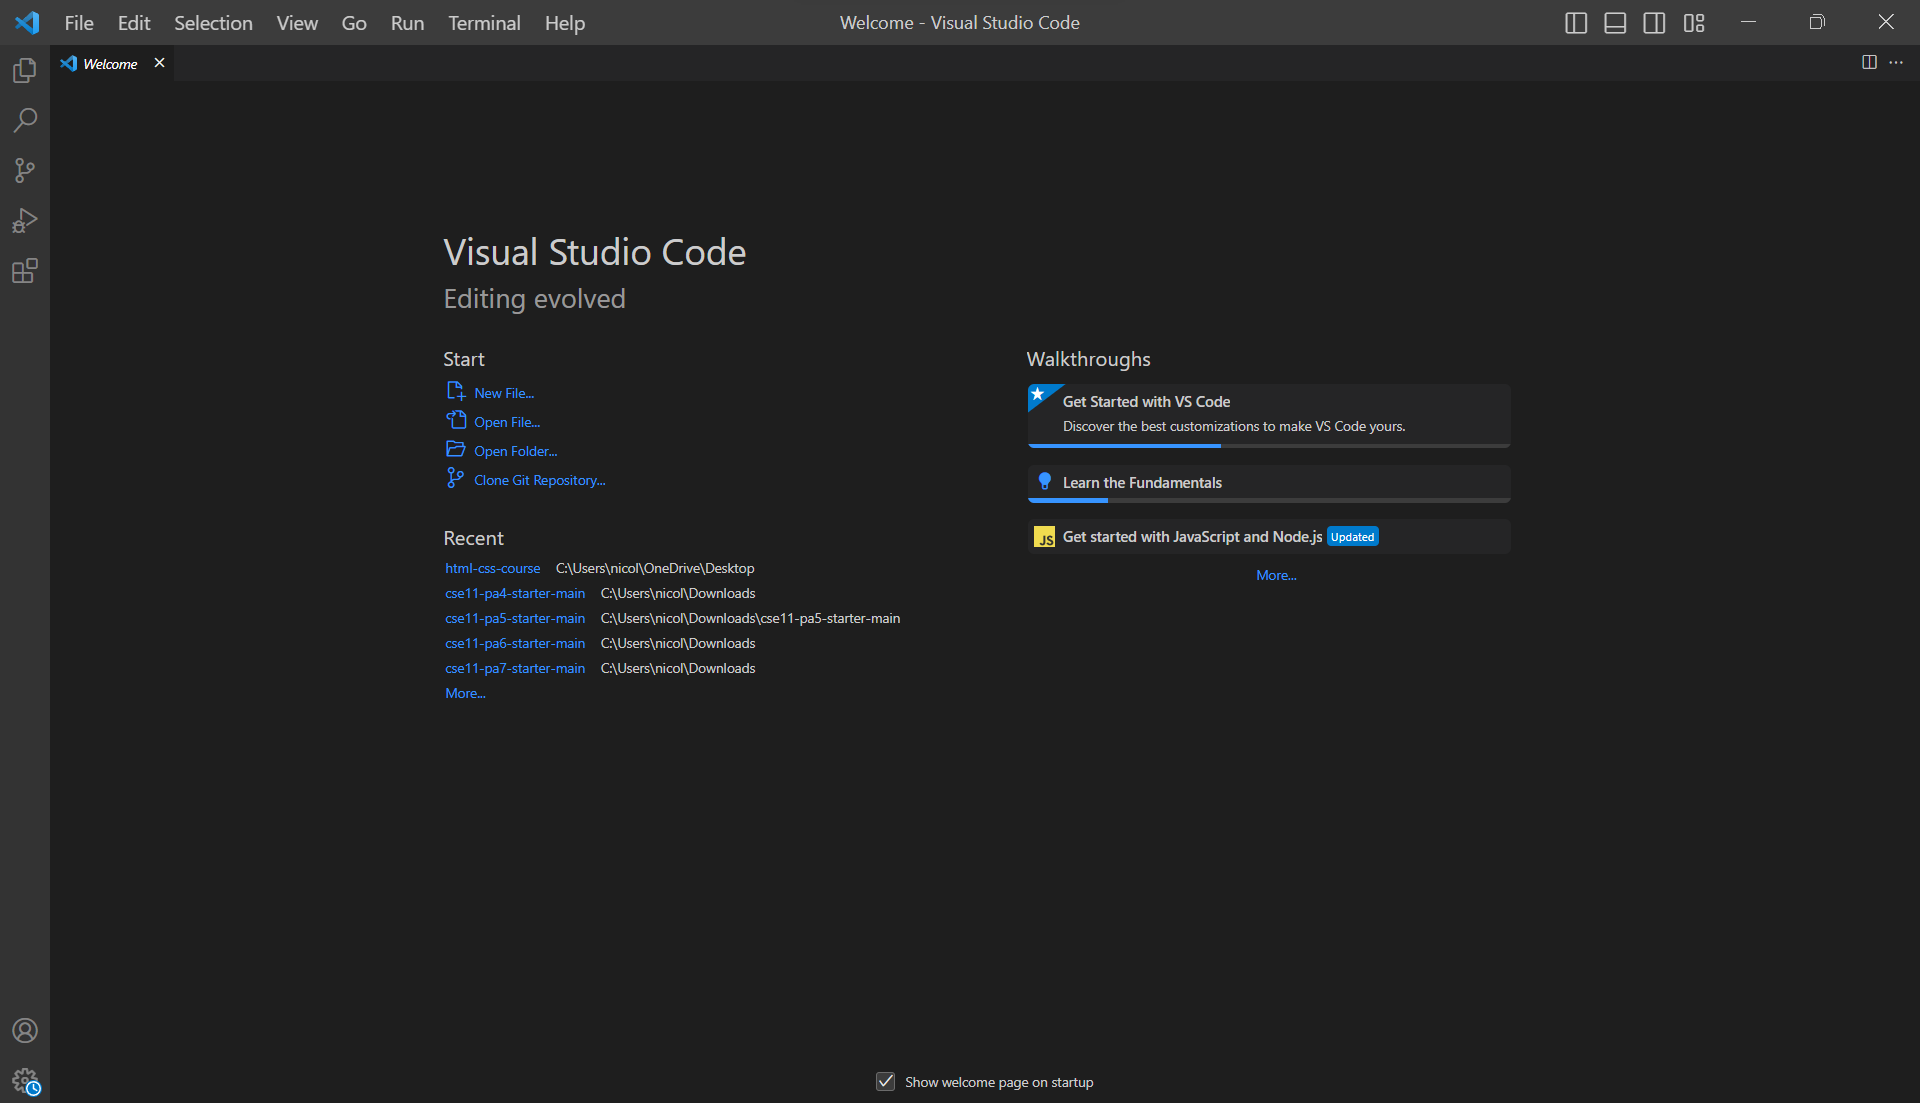 File Edit Selection View Go Run Terminal Help
Welcome - Visual Studio Code
Welcome
Visual Studio Code
Editing evolved
Start
New File...
Open File...
Open Folder...
Clone Git Repository...
Recent
html-css-course C:\Users\nicol\OneDrive\Desktop
cse11-pa4-starter-main C:\Users\nicol\Downloads
cse11-pa5-starter-main C:\Users\nicol\Downloads\cse11-pa5-starter-main
cse11-pa6-starter-main C:\Users\nicol\Downloads
cse11-pa7-starter-main C:\Users\nicol\Downloads
More...
Walkthroughs
Get Started with VS Code
Discover the best customizations to make VS Code yours.
Learn the Fundamentals
JS Get started with JavaScript and Node.js Updated
More...
Show welcome page on startup